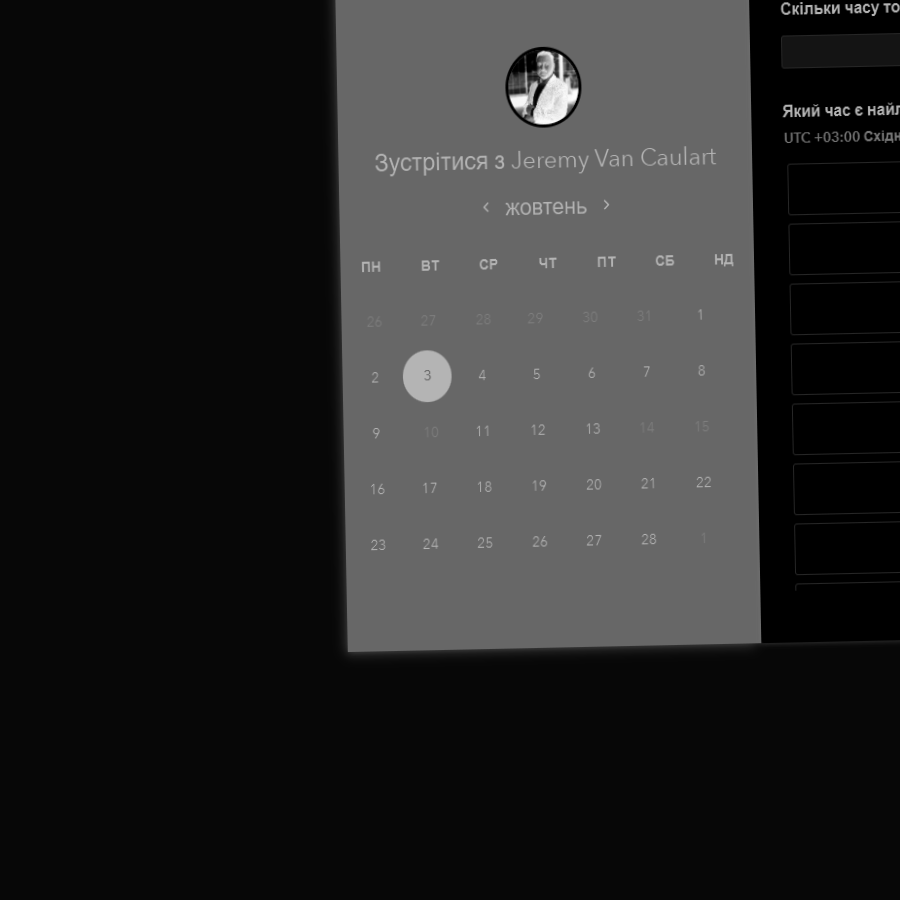 Скільки часу то
Який час є найл
UTC +03:00 Східн
Зустрітися з Jeremy Van Caulart
жовтень
ПН ВТ СР ЧТ ПТ СБ НД
26 27 28 29 30 31 1
2 3 4 5 6 7 8
9 10 11 12 13 14 15
16 17 18 19 20 21 22
23 24 25 26 27 28 1